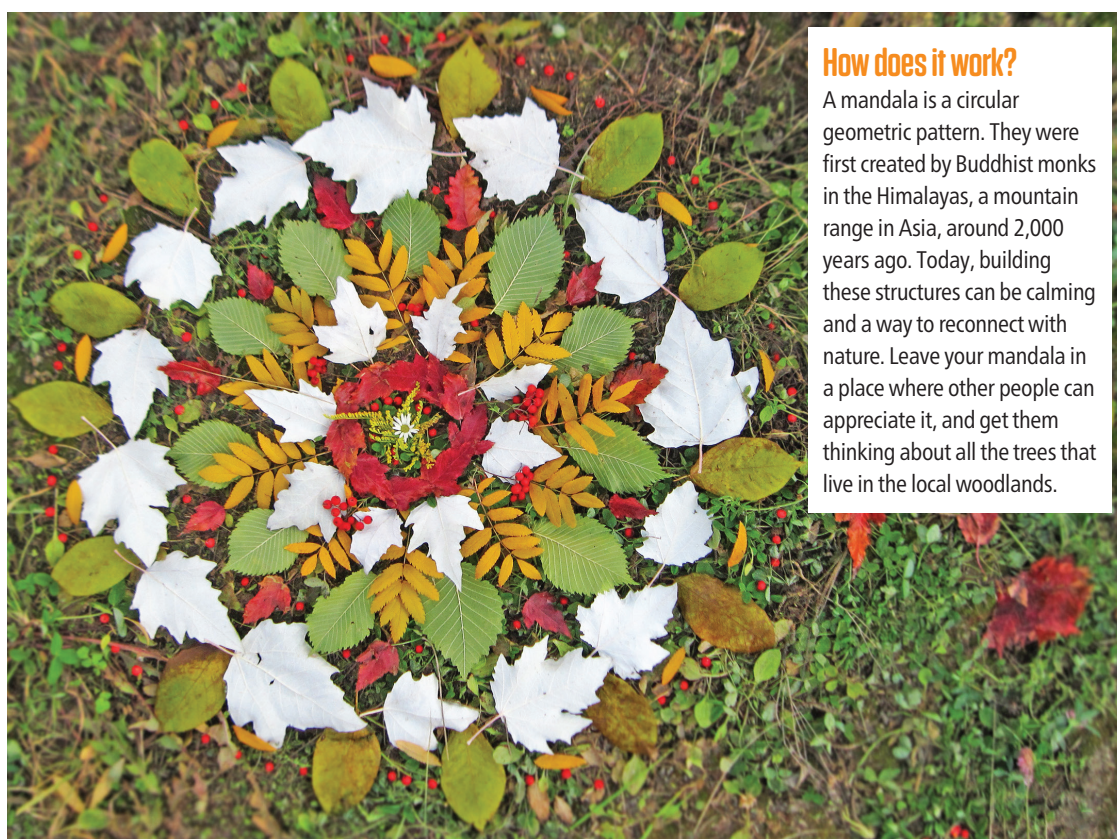 How does it work?
A mandala is a circular
geometric pattern. They were
first created by Buddhist monks
in the Himalayas, a mountain
range in Asia, around 2,000
years ago. Today, building
these structures can be calming
and a way to reconnect with
nature. Leave your mandala in
a place where other people can
appreciate it, and get them
thinking about all the trees that
live in the local woodlands.